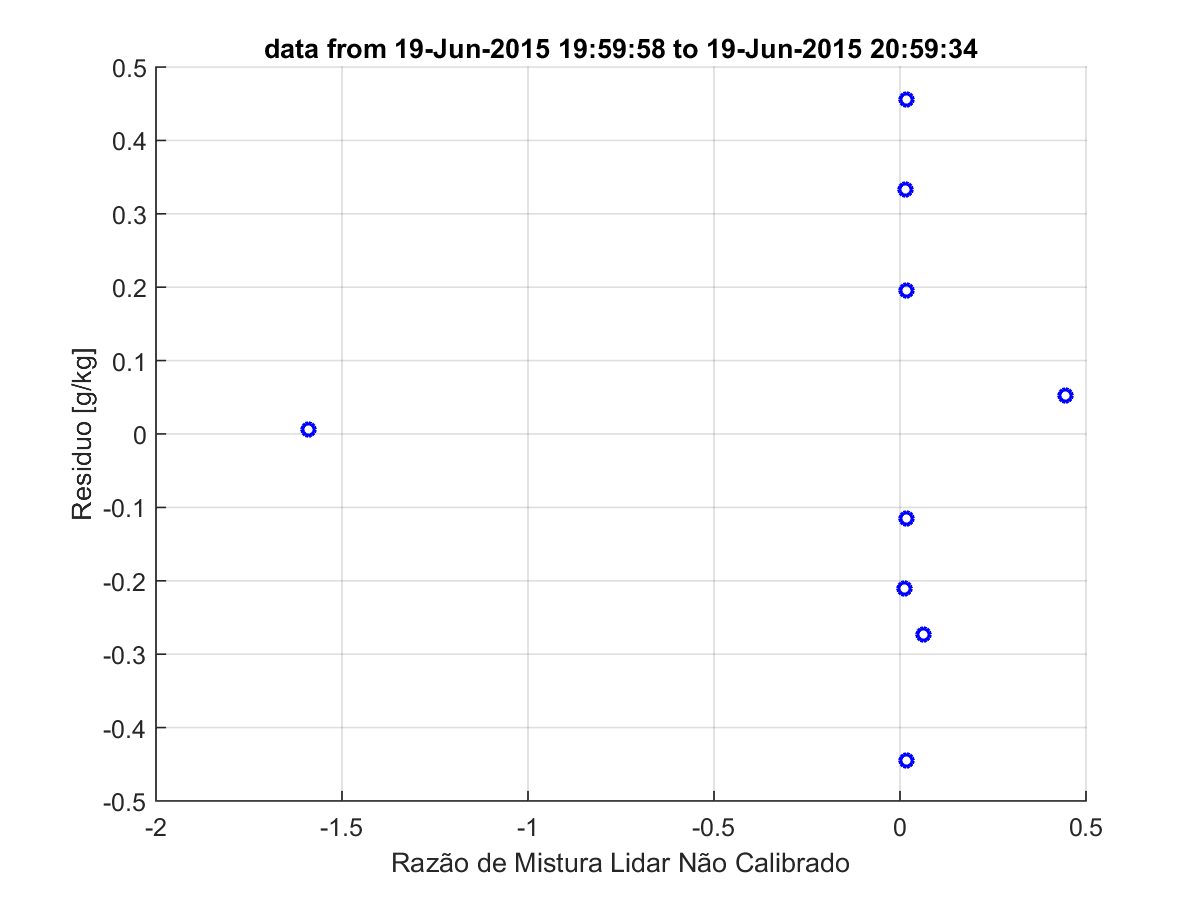 data from 19-Jun-2015 19:59:58 to 19-Jun-2015 20:59:34
0.5
0.4
0.3
0.2
0.1
0
-0.1
-0.2
-0.3
-0.4
-0.5
Residuo [g/kg]
-2 -1.5 -1 -0.5 0 0.5
Razão de Mistura Lidar Não Calibrado